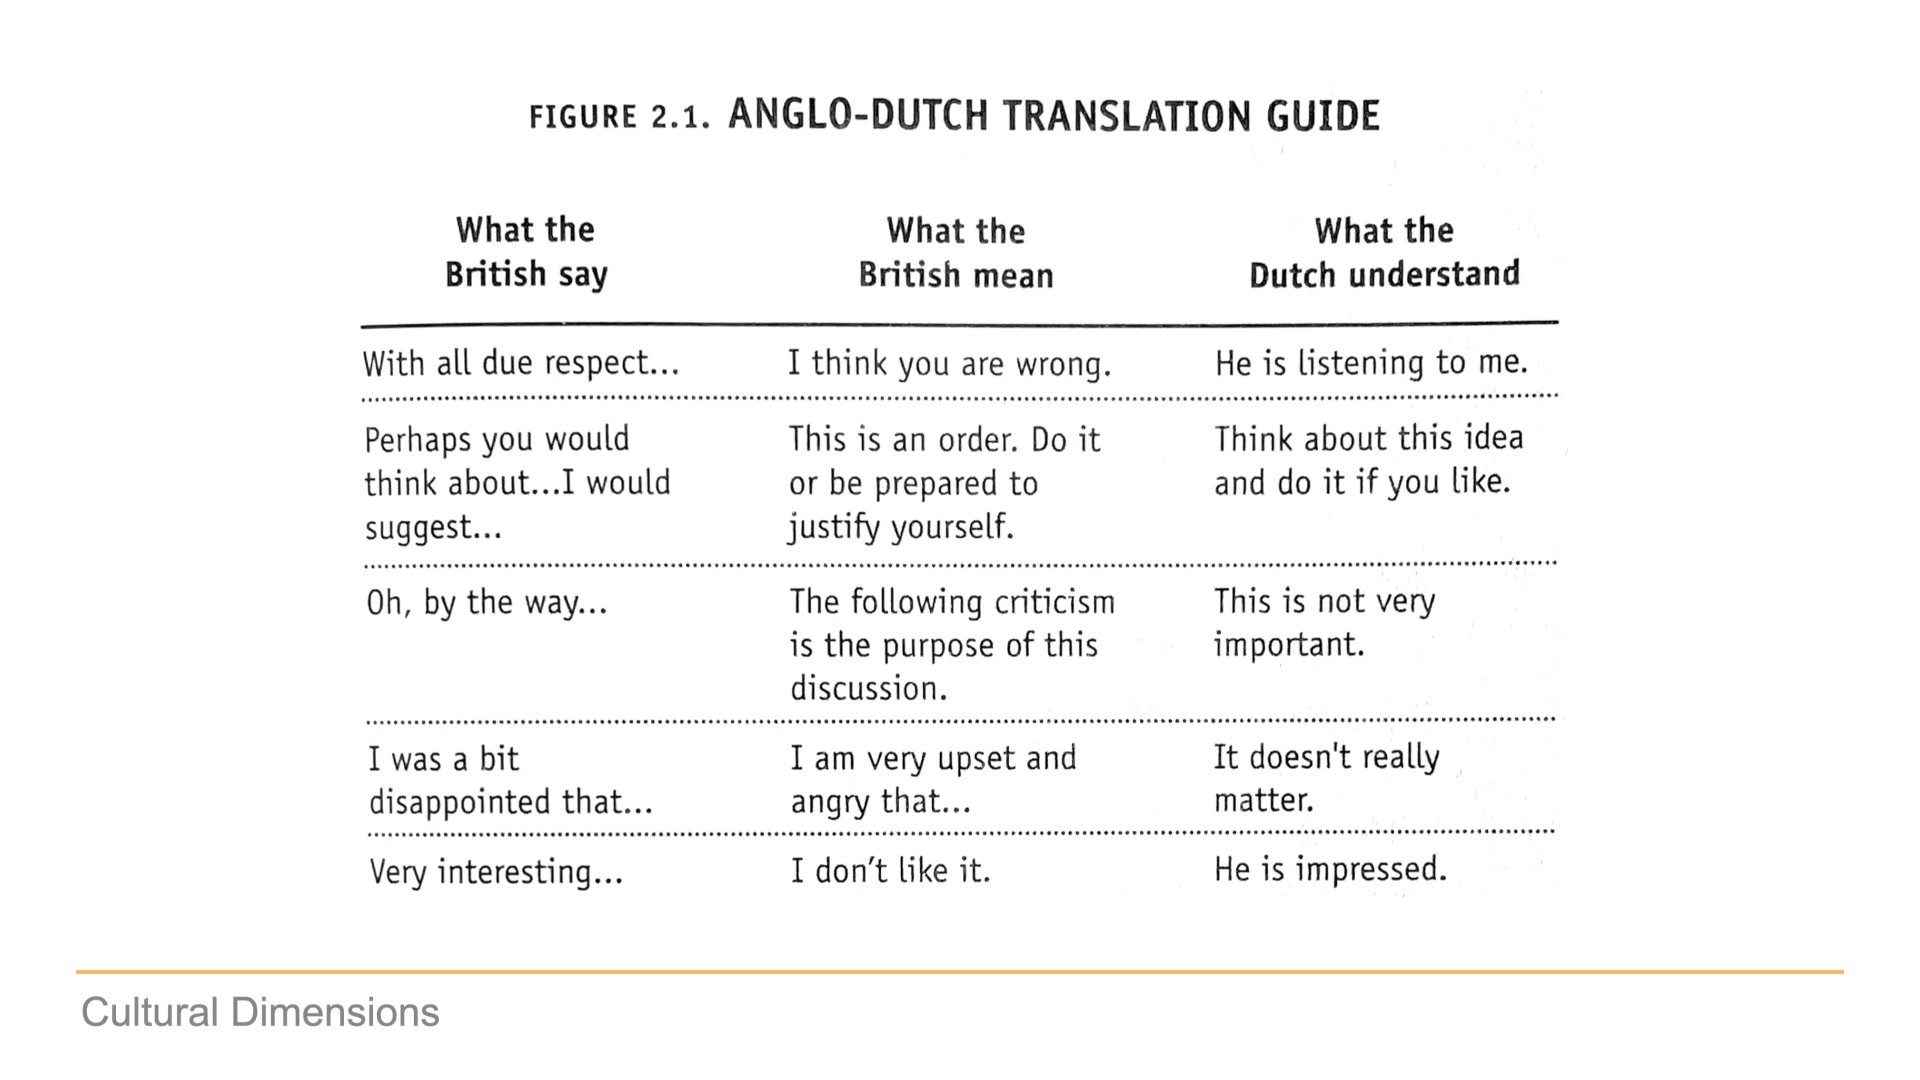 FIGURE 2.1. ANGLO-DUTCH TRANSLATION GUIDE
What the
British say
What the
British mean
What the
Dutch understand
With all due respect...
I think you are wrong.
He is listening to me.
Perhaps you would
think about...I would
suggest...
This is an order. Do it
or be prepared to
justify yourself.
Think about this idea
and do it if you like.
Oh, by the way...
The following criticism
is the purpose of this
discussion.
This is not very
important.
I was a bit
disappointed that...
I am very upset and
angry that...
It doesn't really
matter.
Very interesting...
I don’t like it.
He is impressed.
Cultural Dimensions